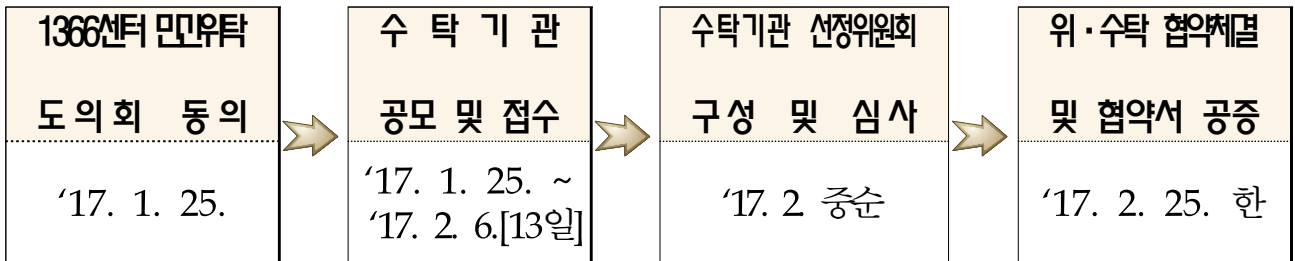 1366센터 민간위탁
도의회 동의
'17. 1. 25.
수 탁 기 관
공모 및 접수
'17. 1. 25. ~
'17. 2. 6.[13일]
수탁기관 선정위원회
구성 및 심사
'17. 2. 중순
위·수탁 협약체결
및 협약서 공증
'17. 2. 25. 한